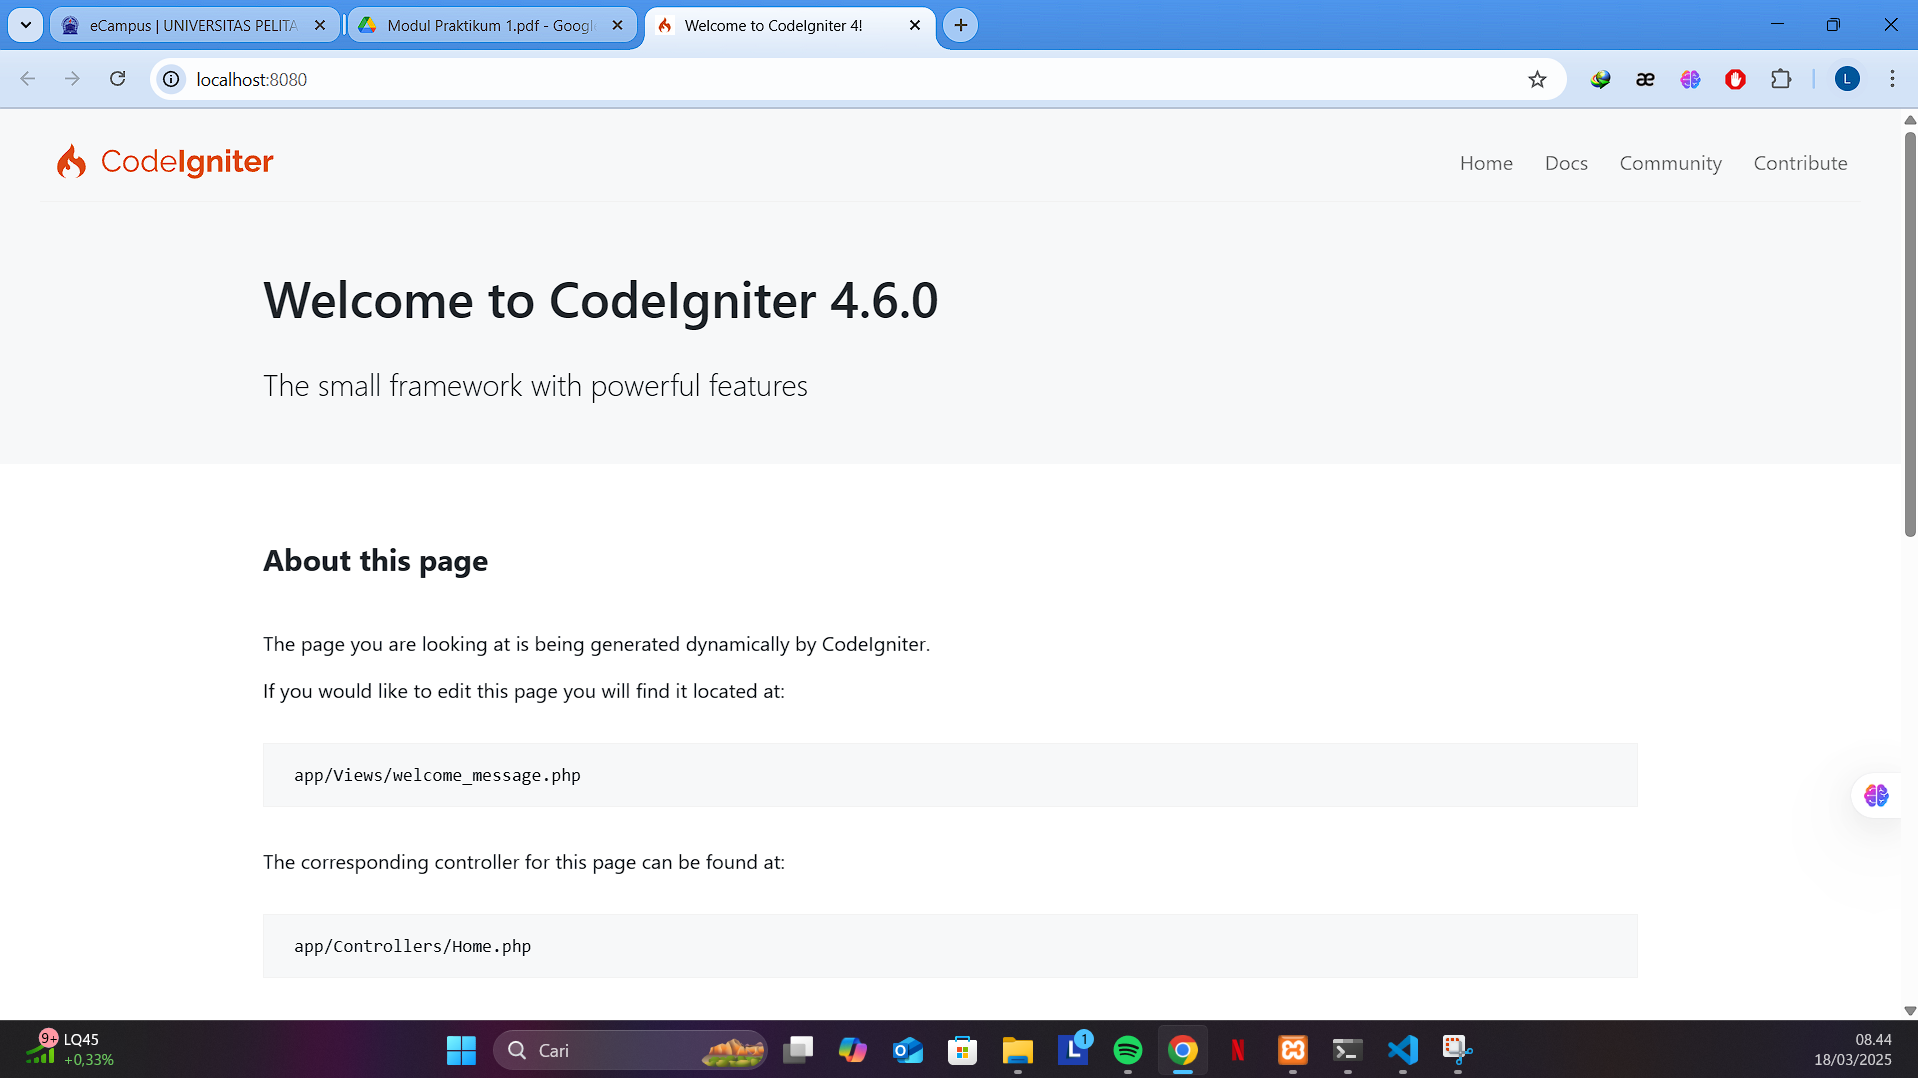 eCampus | UNIVERSITAS PELITA
Modul Praktikum 1.pdf - Google
Welcome to CodeIgniter 4!
localhost:8080
æ
L
CodeIgniter
Home
Docs
Community
Contribute
Welcome to CodeIgniter 4.6.0
The small framework with powerful features
About this page
The page you are looking at is being generated dynamically by CodeIgniter.
If you would like to edit this page you will find it located at:
app/Views/welcome_message.php
The corresponding controller for this page can be found at:
app/Controllers/Home.php
9+
LQ45
+0,33%
Cari
L
1
N
08.44
18/03/2025